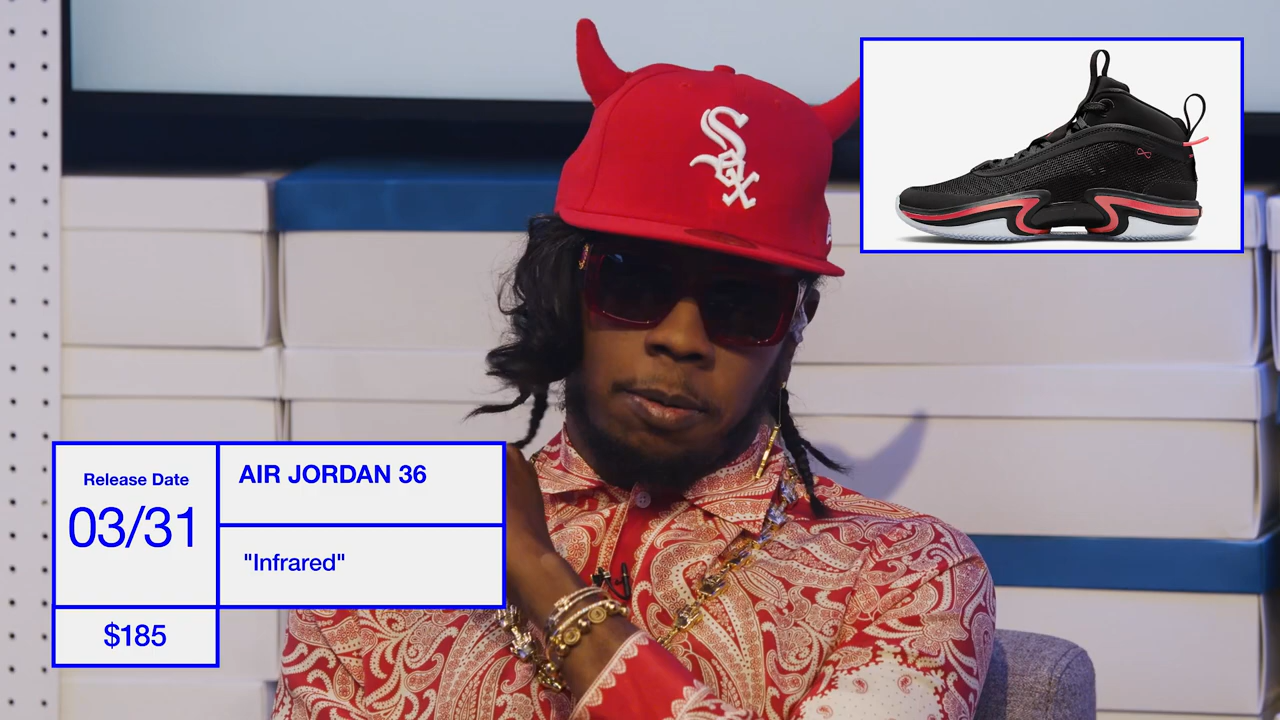 Sox
Release Date
03/31
AIR JORDAN 36
"Infrared"
$185